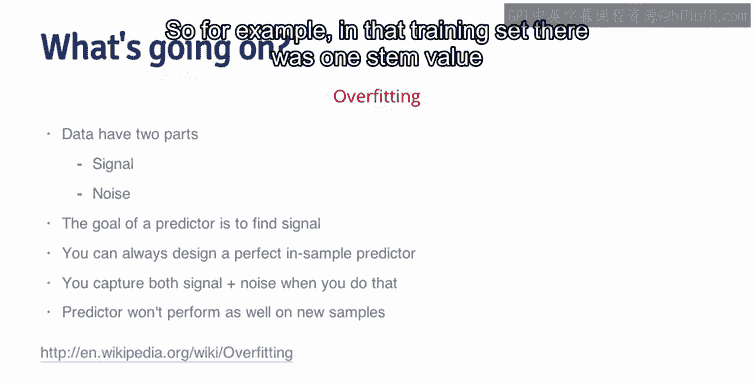 What's going on?
So for example, in that training set there
was one stem value
Overfitting
· Data have two parts
- Signal
- Noise
· The goal of a predictor is to find signal
· You can always design a perfect in-sample predictor
· You capture both signal + noise when you do that
· Predictor won't perform as well on new samples
http://en.wikipedia.org/wiki/Overfitting